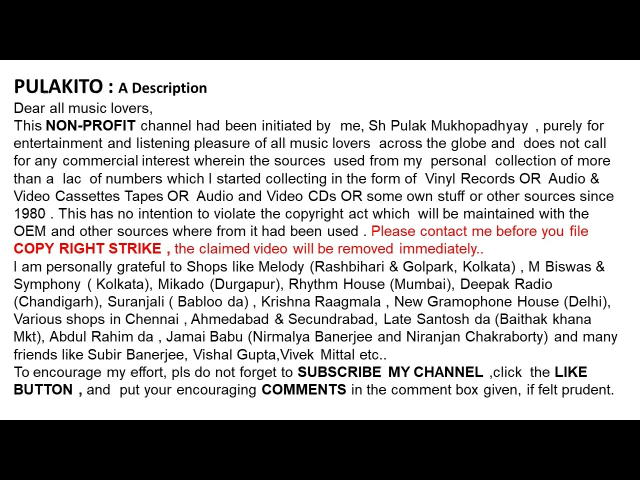 PULAKITO : A Description
Dear all music lovers,
This NON-PROFIT channel had been initiated by me, Sh Pulak Mukhopadhyay , purely for
entertainment and listening pleasure of all music lovers across the globe and does not call
for any commercial interest wherein the sources used from my personal collection of more
than a lac of numbers which I started collecting in the form of Vinyl Records OR Audio &
Video Cassettes Tapes OR Audio and Video CDs OR some own stuff or other sources since
1980 . This has no intention to violate the copyright act which will be maintained with the
OEM and other sources where from it had been used . Please contact me before you file
COPY RIGHT STRIKE , the claimed video will be removed immediately..
I am personally grateful to Shops like Melody (Rashbihari & Golpark, Kolkata) , M Biswas &
Symphony ( Kolkata), Mikado (Durgapur), Rhythm House (Mumbai), Deepak Radio
(Chandigarh), Suranjali ( Babloo da) , Krishna Raagmala , New Gramophone House (Delhi),
Various shops in Chennai , Ahmedabad & Secundrabad, Late Santosh da (Baithak khana
Mkt), Abdul Rahim da , Jamai Babu (Nirmalya Banerjee and Niranjan Chakraborty) and many
friends like Subir Banerjee, Vishal Gupta,Vivek Mittal etc..
To encourage my effort, pls do not forget to SUBSCRIBE MY CHANNEL ,click the LIKE
BUTTON , and put your encouraging COMMENTS in the comment box given, if felt prudent.